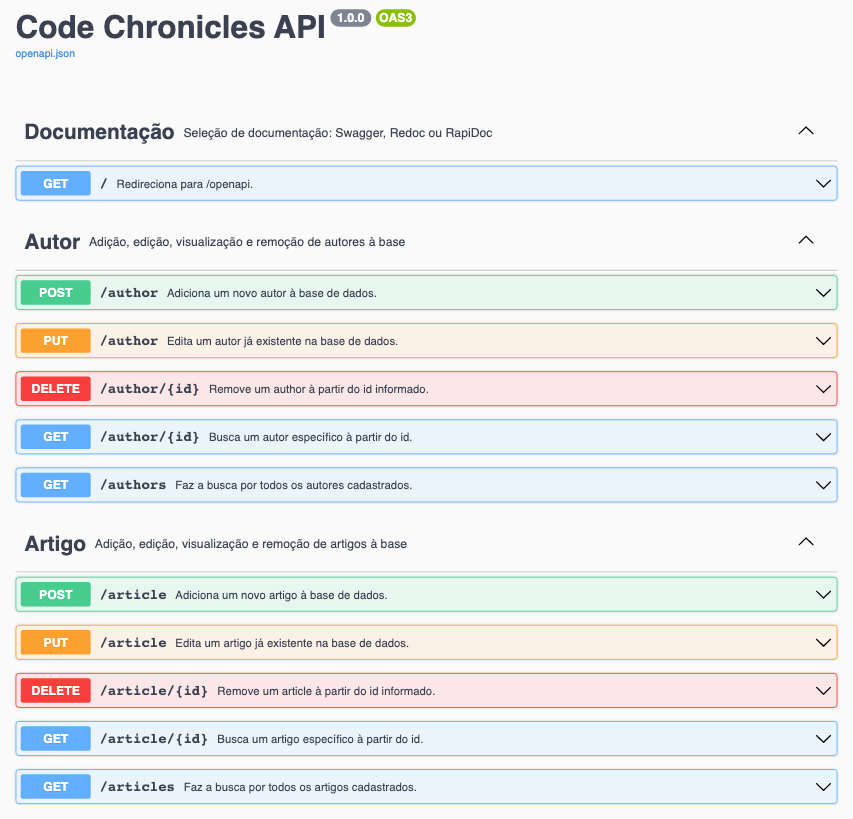 Code Chronicles API 1.0.0 OAS3
openapi.json
Documentação Seleção de documentação: Swagger, Redoc ou RapiDoc
GET / Redireciona para /openapi.
Autor Adição, edição, visualização e remoção de autores à base
POST /author Adiciona um novo autor à base de dados.
PUT /author Edita um autor já existente na base de dados.
DELETE /author/{id} Remove um author à partir do id informado.
GET /author/{id} Busca um autor específico à partir do id.
GET /authors Faz a busca por todos os autores cadastrados.
Artigo Adição, edição, visualização e remoção de artigos à base
POST /article Adiciona um novo artigo à base de dados.
PUT /article Edita um artigo já existente na base de dados.
DELETE /article/{id} Remove um article à partir do id informado.
GET /article/{id} Busca um artigo específico à partir do id.
GET /articles Faz a busca por todos os artigos cadastrados.